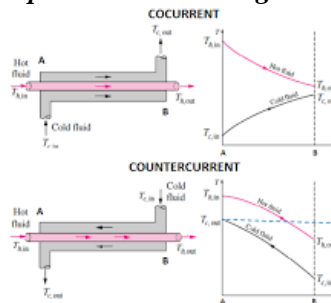 COCURRENT
T_c, out
A
Hot
fluid
T_h,in
T_h,out
Cold fluid
B
T_c,in
T
T_h,in
Hot fluid
T_h,out
T_c,o
Cold fluid
T_c,in
A
B
COUNTERCURRENT
T_c,in
Cold
fluid
Hot
fluid
A
T_h,in
T_h,out
B
T_c,out
T
T_h,in
Hot fluid
T_c, out
Cold fluid
T_h,ou
T_c,in
A
B